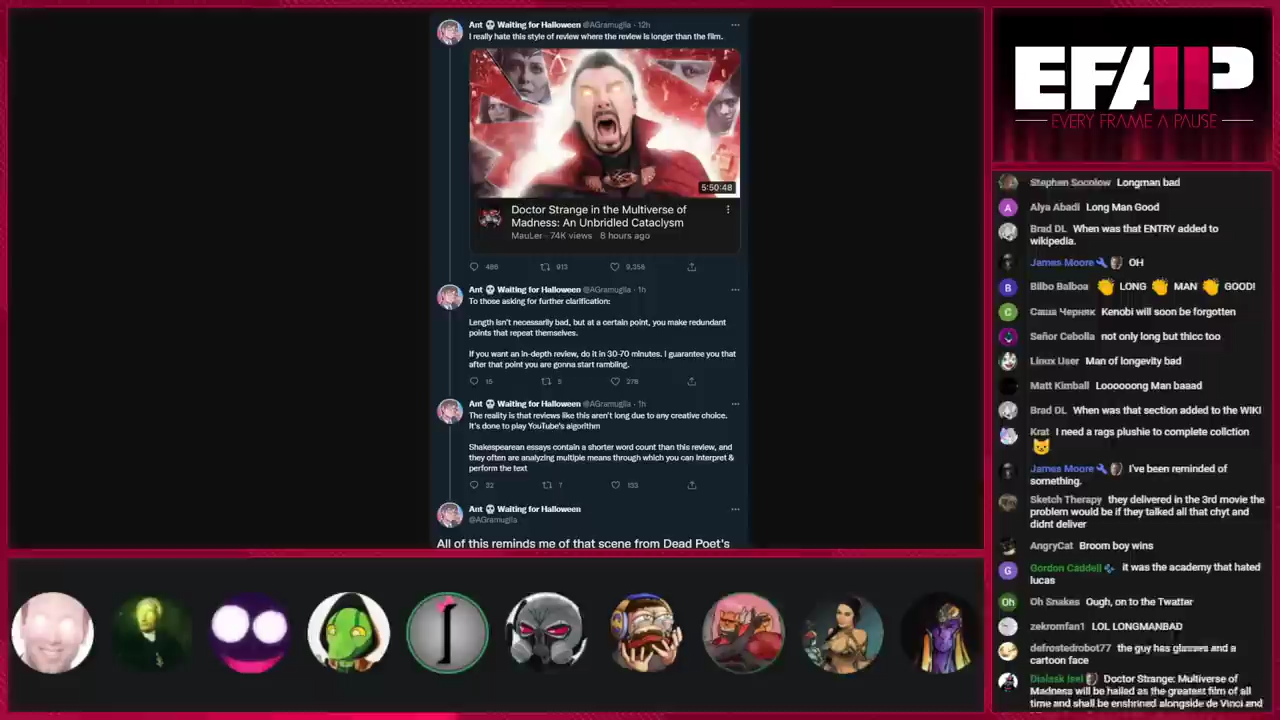 Ant Waiting for Halloween @AGramuglia · 12h
I really hate this style of review where the review is longer than the film.
5:50:48
Doctor Strange in the Multiverse of
Madness: An Unbridled Cataclysm
MauLer · 74K views · 8 hours ago
486 913 9,356
Ant Waiting for Halloween @AGramuglia · 1h
To those asking for further clarification:
Length isn't necessarily bad, but at a certain point, you make redundant
points that repeat themselves.
If you want an in-depth review, do it in 30-70 minutes. I guarantee you that
after that point you are gonna start rambling.
15 5 278
Ant Waiting for Halloween @AGramuglia · 1h
The reality is that reviews like this aren't long due to any creative choice.
It's done to play YouTube's algorithm
Shakespearean essays contain a shorter word count than this review, and
they often are analyzing multiple means through which you can interpret &
perform the text
32 7 153
Ant Waiting for Halloween
@AGramuglia
All of this reminds me of that scene from Dead Poet's
EFAP
EVERY FRAME A PAUSE
Stephen Socolow Longman bad
A Alya Abadi Long Man Good
Brad DL When was that ENTRY added to
wikipedia.
James Moore OH
B Bilbo Balboa LONG MAN GOOD!
С Саша Черняк Kenobi will soon be forgotten
Señor Cebolla not only long but thicc too
Linux User Man of longevity bad
Matt Kimball Loooooong Man baaad
Brad DL When was that section added to the WIKI
Krat I need a rags plushie to complete collction
James Moore I've been reminded of
something.
Sketch Therapy they delivered in the 3rd movie the
problem would be if they talked all that chyt and
didnt deliver
AngryCat Broom boy wins
G Gordon Caddell it was the academy that hated
lucas
Oh Oh Snakes Ough, on to the Twatter
zekromfan1 LOL LONGMANBAD
defrostedrobot77 the guy has glasses and a
cartoon face
Dialask Isel Doctor Strange: Multiverse of
Madness will be hailed as the greatest film of all
time and shall be enshrined alongside de Vinci and